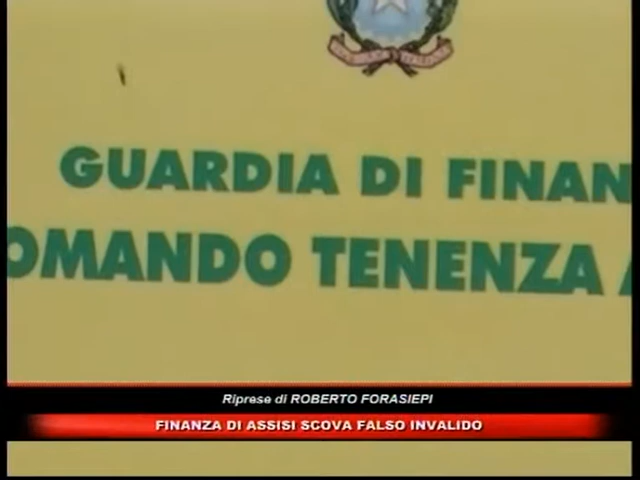 GUARDIA DI FINAN
OMANDO TENENZA A
Riprese di ROBERTO FORASIEPI
FINANZA DI ASSISI SCOVA FALSO INVALIDO